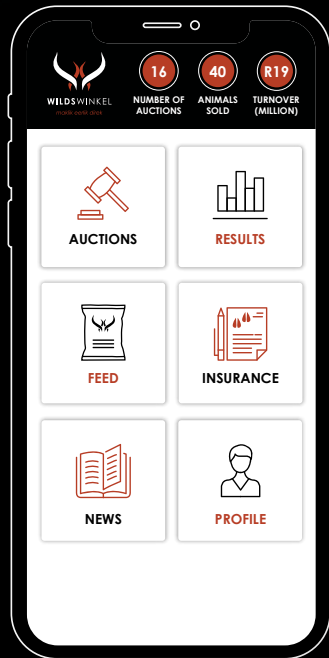 WILDSWINKEL
16
NUMBER OF
AUCTIONS
40
ANIMALS
SOLD
R19
TURNOVER
(MILLION)
AUCTIONS
RESULTS
FEED
INSURANCE
NEWS
PROFILE